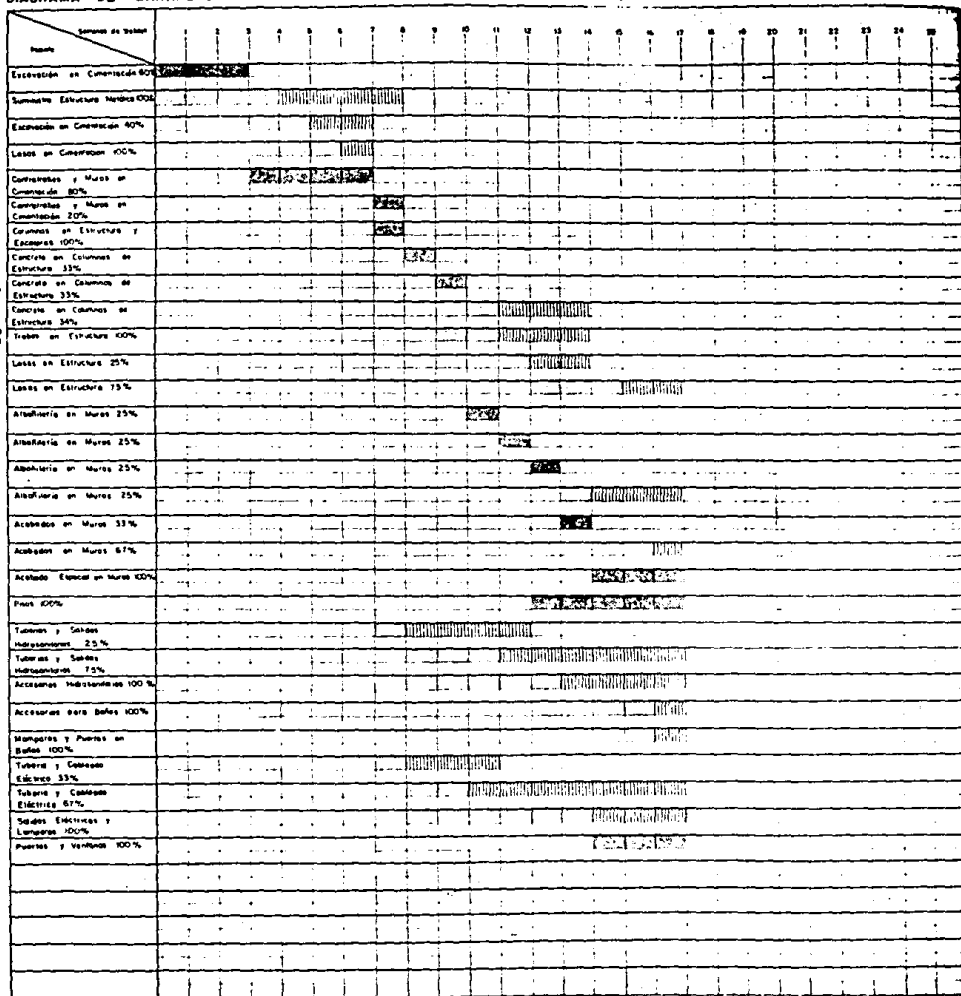 DIAGRAMA DE
Semanas de trabajo
1 2 3 4 5 6 7 8 9 10 11 12 13 14 15 16 17 18 19 20 21 22 23 24 25
Excavación en Cimentación 60%
Suministro Estructura Metálica 100%
Excavación en Cimentación 40%
Losas en Cimentación 100%
Contratrabes y Muros en
Cimentación 80%
Contratrabes y Muros en
Cimentación 20%
Columnas en Estructura y
Escaleras 100%
Concreto en Columnas de
Estructura 33%
Concreto en Columnas de
Estructura 33%
Concreto en Columnas de
Estructura 34%
Trabes en Estructura 100%
Losas en Estructura 25%
Losas en Estructura 75%
Albañilería en Muros 25%
Albañilería en Muros 25%
Albañilería en Muros 25%
Albañilería en Muros 25%
Acabados en Muros 33%
Acabados en Muros 67%
Acabado Especial en Muros 100%
Pisos 100%
Tuberías y Salidas
Hidrosanitarias 25%
Tuberías y Salidas
Hidrosanitarias 75%
Accesorios Hidrosanitarios 100%
Accesorios para Baños 100%
Mamparas y Puertas en
Baños 100%
Tubería y Cableado
Eléctrico 33%
Tubería y Cableado
Eléctrico 67%
Salidas Eléctricas y
Lámparas 100%
Puertas y Ventanas 100%